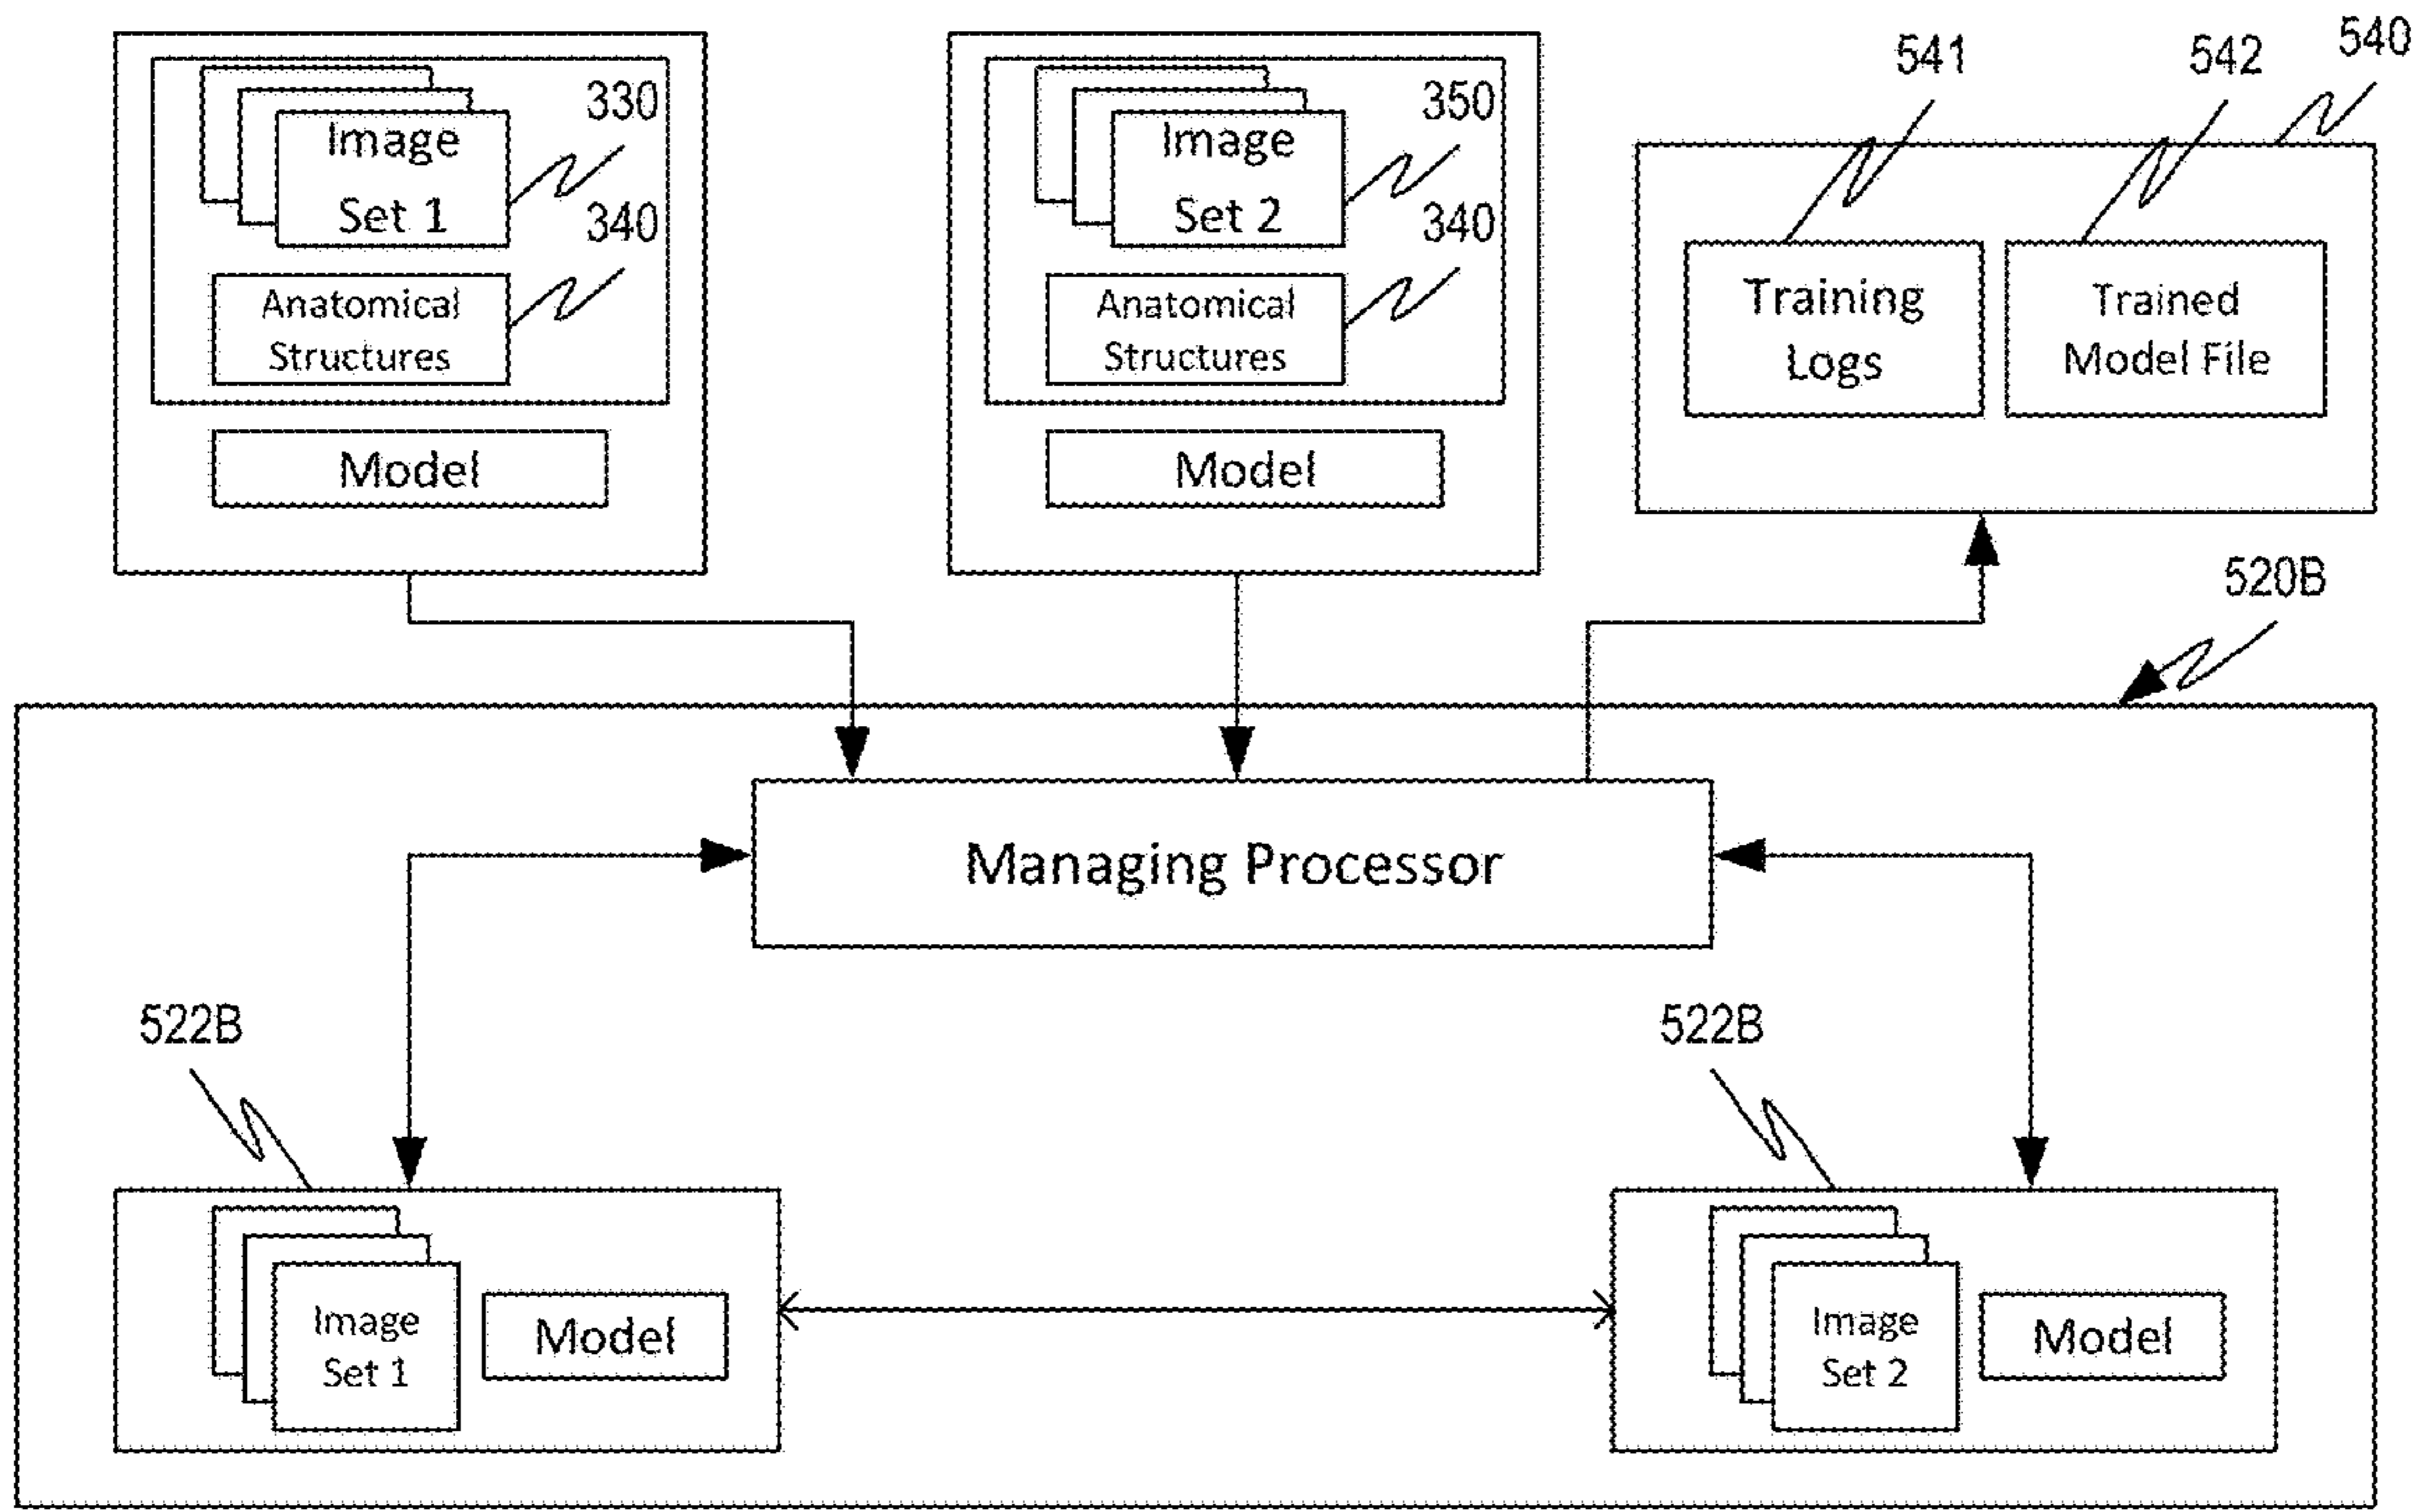 540
541
542
330
Image
Set 1
340
Anatomical
Structures
Model
350
Image
Set 2
340
Anatomical
Structures
Model
Training
Logs
Trained
Model File
520B
Managing Processor
522B
522B
Image
Set 1
Model
Image
Set 2
Model